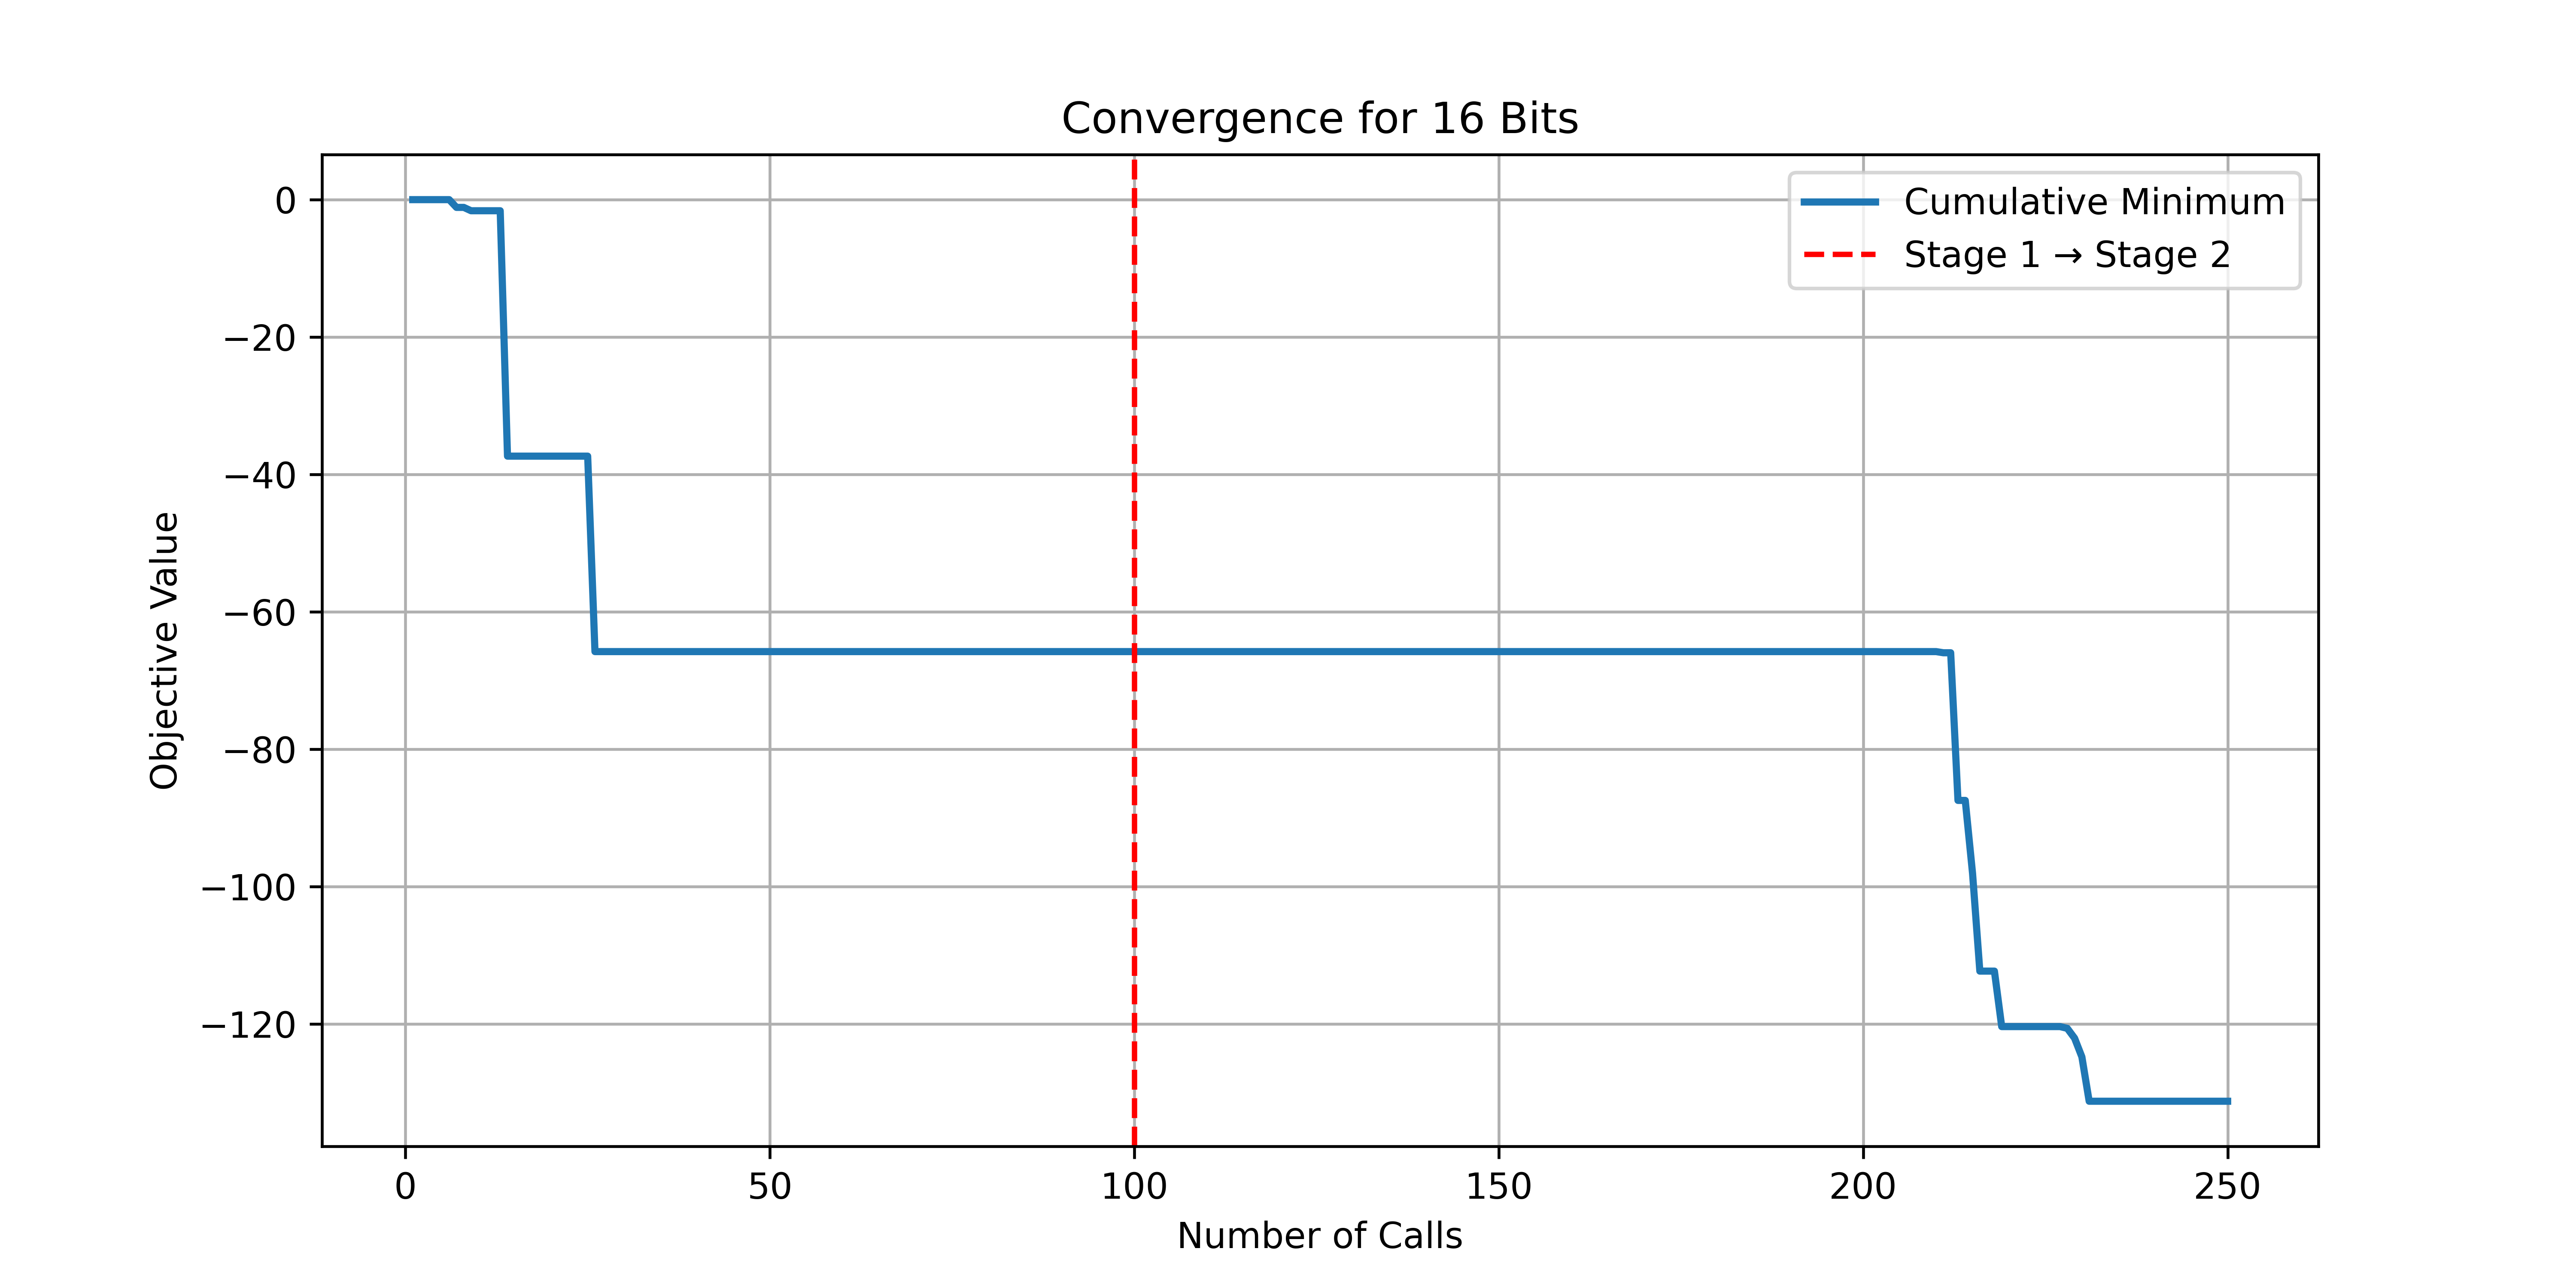 Convergence for 16 Bits
Cumulative Minimum
Stage 1 → Stage 2
0
−20
−40
−60
−80
−100
−120
Objective Value
0 50 100 150 200 250
Number of Calls